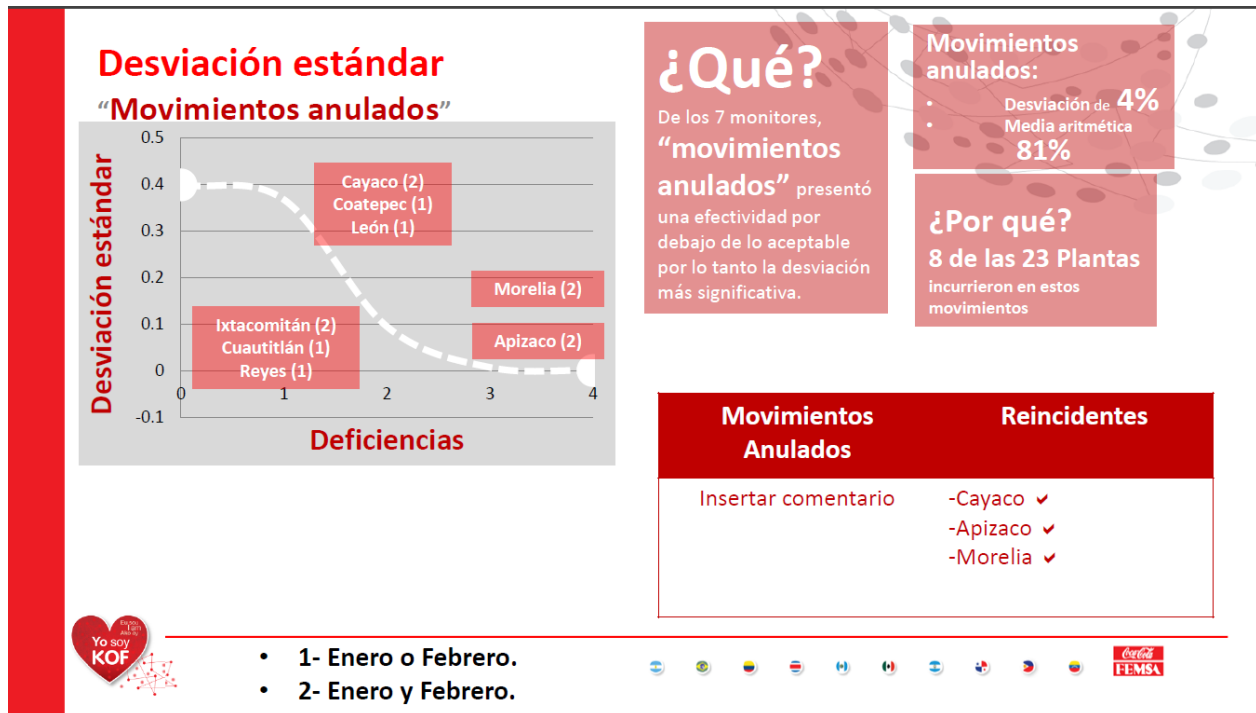 Desviación estándar
“Movimientos anulados”
Desviación estándar
0.5
0.4
0.3
0.2
0.1
0
-0.1
0
1
2
3
4
Deficiencias
Cayaco (2)
Coatepec (1)
León (1)
Morelia (2)
Apizaco (2)
Ixtacomitán (2)
Cuautitlán (1)
Reyes (1)
¿Qué?
De los 7 monitores,
“movimientos
anulados” presentó
una efectividad por
debajo de lo aceptable
por lo tanto la desviación
más significativa.
Movimientos
anulados:
• Desviación de 4%
• Media aritmética
81%
¿Por qué?
8 de las 23 Plantas
incurrieron en estos
movimientos
Movimientos
Anulados
Reincidentes
Insertar comentario
-Cayaco ✔
-Apizaco ✔
-Morelia ✔
Yo soy
KOF
• 1- Enero o Febrero.
• 2- Enero y Febrero.
Coca-Cola
FEMSA